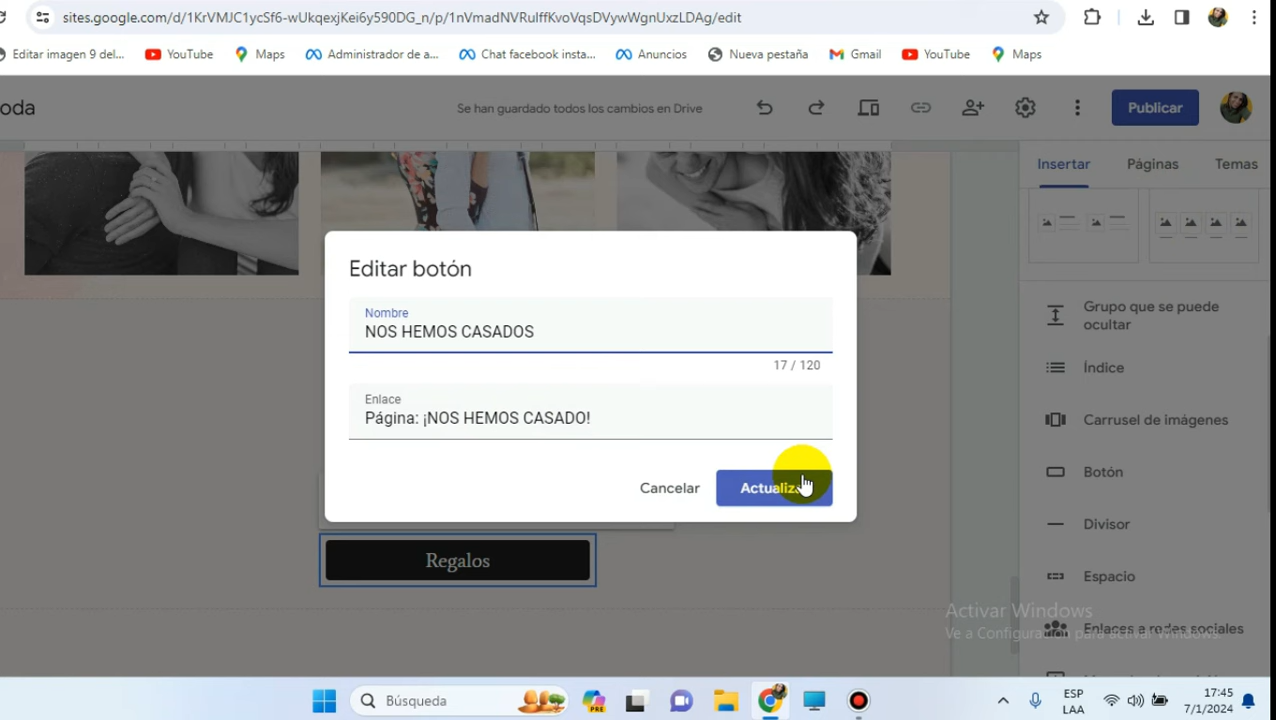 sites.google.com/d/1KrVMJC1ycSf6-wUkqexjKei6y590DG_n/p/1nVmadNVRuIffKvoVqsDVywWgnUxzLDAg/edit
Editar imagen 9 del...
YouTube
Maps
Administrador de a...
Chat facebook insta...
Anuncios
Nueva pestaña
Gmail
YouTube
Maps
oda
Se han guardado todos los cambios en Drive
Publicar
Insertar
Páginas
Temas
Editar botón
Nombre
NOS HEMOS CASADOS
17 / 120
Enlace
Página: ¡NOS HEMOS CASADO!
Cancelar
Actualizar
Regalos
Grupo que se puede
ocultar
Índice
Carrusel de imágenes
Botón
Divisor
Espacio
Enlaces a redes sociales
Activar Windows
Ve a Configuración para activar Windows.
Búsqueda
PRE
ESP
LAA
17:45
7/1/2024